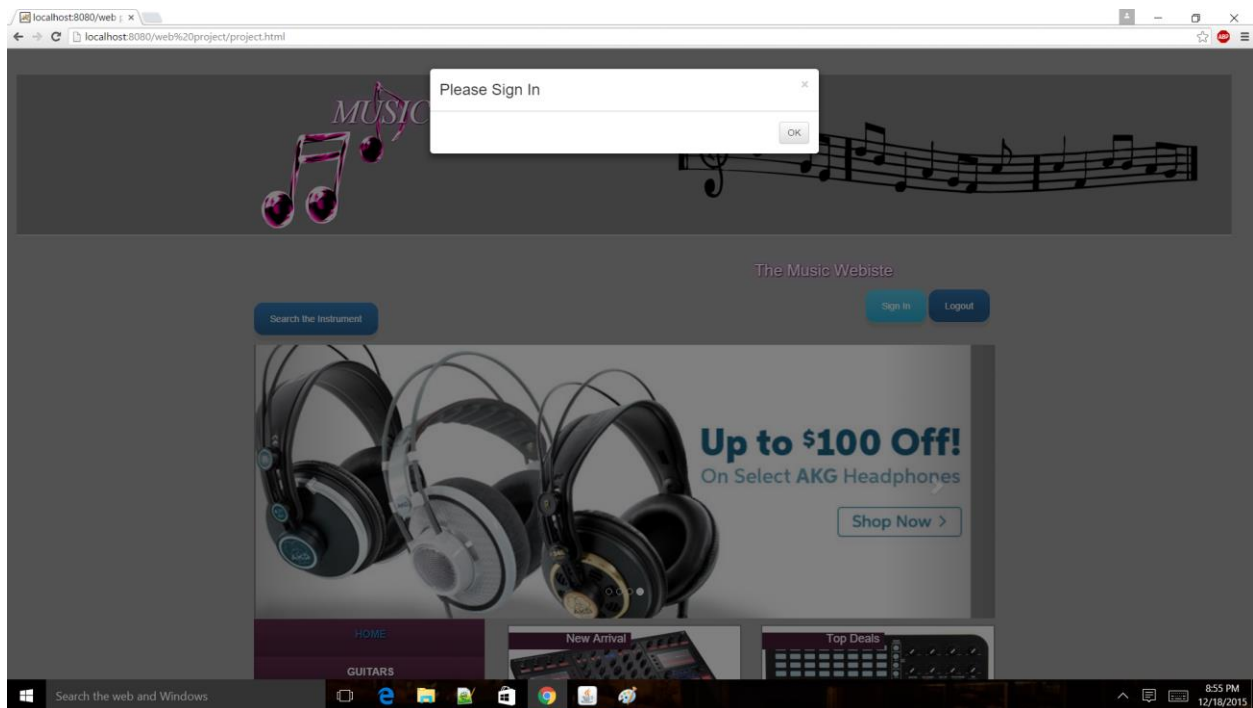 localhost:8080/web p
localhost:8080/web%20project/project.html
ABP
Please Sign In
×
OK
MUSIC
The Music Webiste
Sign In
Logout
Search the Instrument
Up to $100 Off!
On Select AKG Headphones
Shop Now >
HOME
New Arrival
Top Deals
GUITARS
Search the web and Windows
8:55 PM
12/18/2015